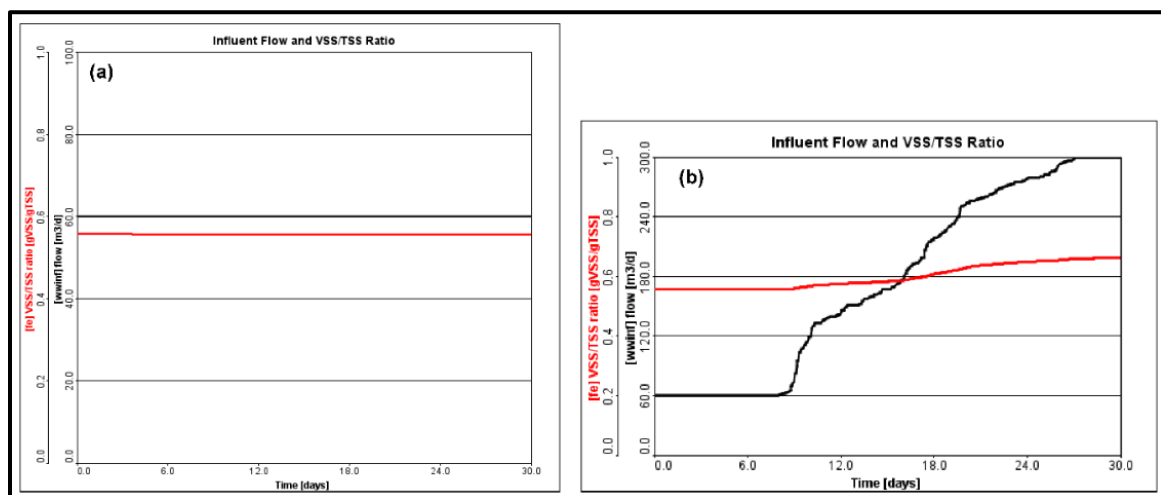 Influent Flow and VSS/TSS Ratio
(a)
[fe] VSS/TSS ratio [gVSS/gTSS]
1.0
0.8
0.6
0.4
0.2
0.0
[wwinf] flow [m3/d]
100.0
80.0
60.0
40.0
20.0
0.0
0.0 6.0 12.0 18.0 24.0 30.0
Time [days]
Influent Flow and VSS/TSS Ratio
(b)
[fe] VSS/TSS ratio [gVSS/gTSS]
1.0
0.8
0.6
0.4
0.2
0.0
[wwinf] flow [m3/d]
300.0
240.0
180.0
120.0
60.0
0.0
0.0 6.0 12.0 18.0 24.0 30.0
Time [days]